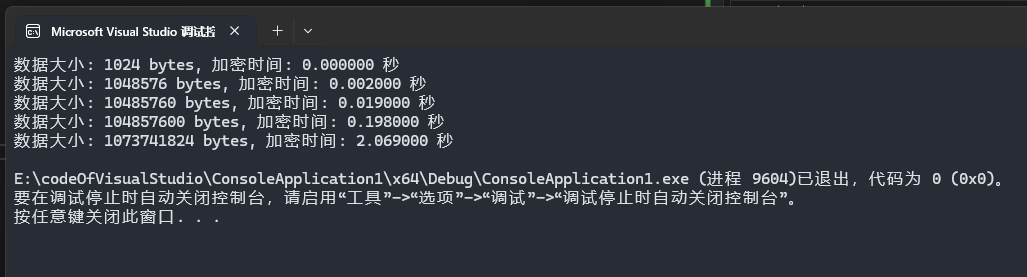 Microsoft Visual Studio 调试控
数据大小: 1024 bytes, 加密时间: 0.000000 秒
数据大小: 1048576 bytes, 加密时间: 0.002000 秒
数据大小: 10485760 bytes, 加密时间: 0.019000 秒
数据大小: 104857600 bytes, 加密时间: 0.198000 秒
数据大小: 1073741824 bytes, 加密时间: 2.069000 秒
E:\codeOfVisualStudio\ConsoleApplication1\x64\Debug\ConsoleApplication1.exe (进程 9604)已退出，代码为 0 (0x0)。
要在调试停止时自动关闭控制台，请启用“工具”->“选项”->“调试”->“调试停止时自动关闭控制台”。
按任意键关闭此窗口. . .